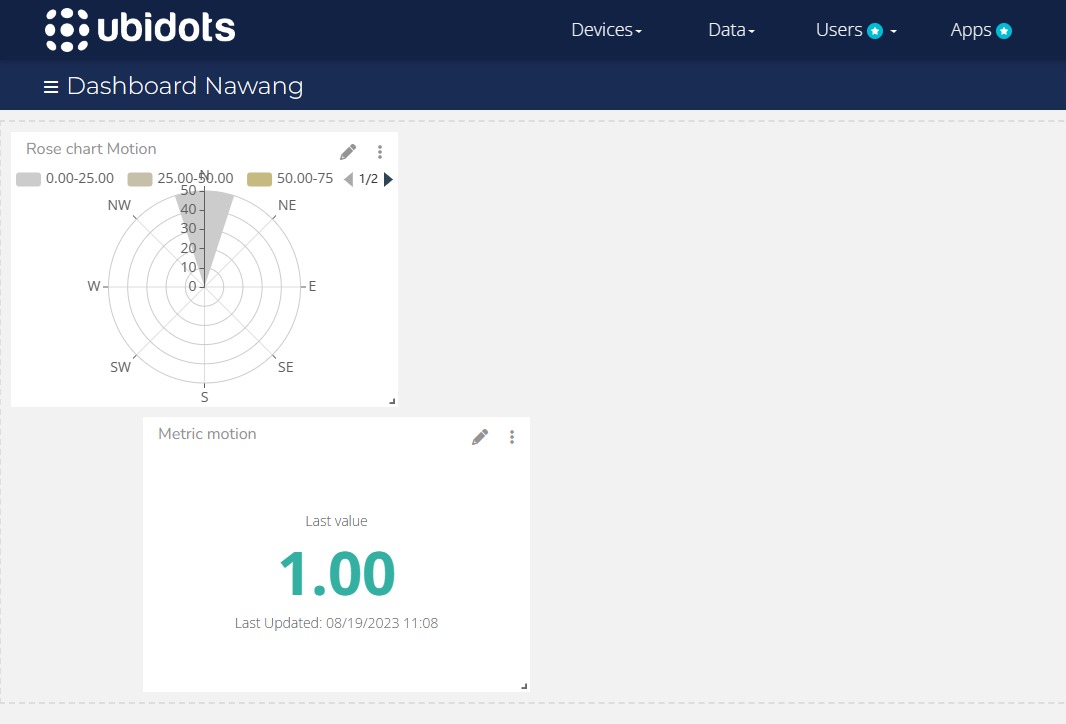 ubidots
Devices
Data
Users
Apps
Dashboard Nawang
Rose chart Motion
0.00-25.00
25.00-50.00
50.00-75
1/2
N
50
40
30
20
10
0
NW
NE
W
E
SW
SE
S
Metric motion
Last value
1.00
Last Updated: 08/19/2023 11:08